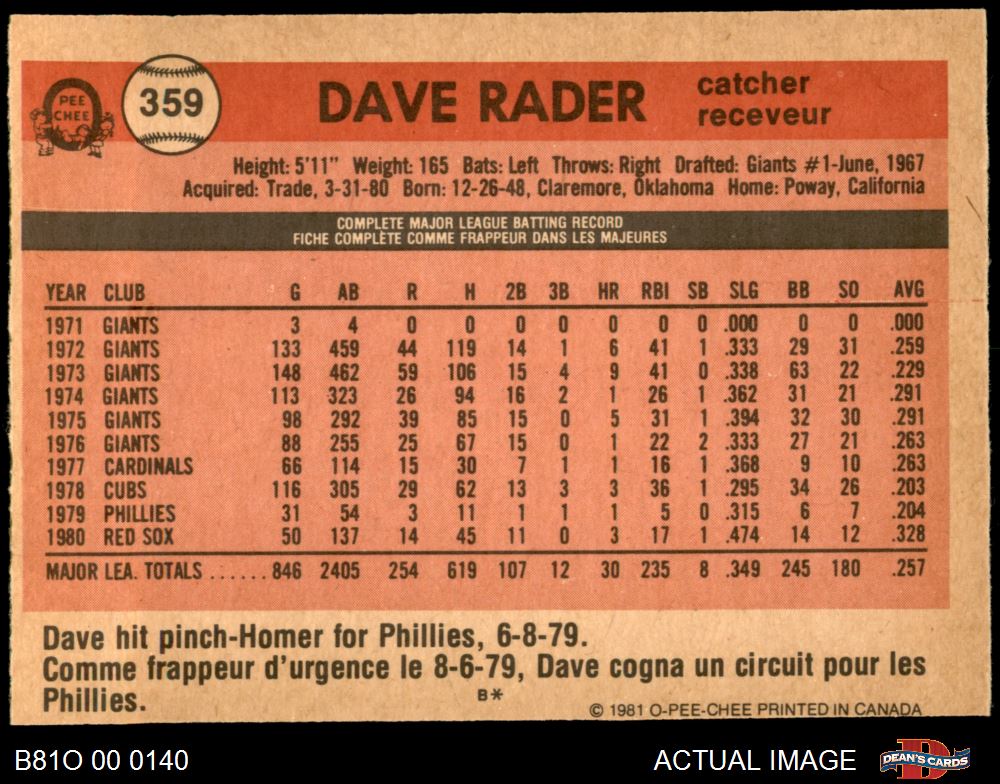 O PEE CHEE
359
DAVE RADER
catcher
receveur
Height: 5'11" Weight: 165 Bats: Left Throws: Right Drafted: Giants #1-June, 1967
Acquired: Trade, 3-31-80 Born: 12-26-48, Claremore, Oklahoma Home: Poway, California
COMPLETE MAJOR LEAGUE BATTING RECORD
FICHE COMPLÈTE COMME FRAPPEUR DANS LES MAJEURES
YEAR CLUB G AB R H 2B 3B HR RBI SB SLG BB SO AVG
1971 GIANTS 3 4 0 0 0 0 0 0 0 .000 0 0 .000
1972 GIANTS 133 459 44 119 14 1 6 41 1 .333 29 31 .259
1973 GIANTS 148 462 59 106 15 4 9 41 0 .338 63 22 .229
1974 GIANTS 113 323 26 94 16 2 1 26 1 .362 31 21 .291
1975 GIANTS 98 292 39 85 15 0 5 31 1 .394 32 30 .291
1976 GIANTS 88 255 25 67 15 0 1 22 2 .333 27 21 .263
1977 CARDINALS 66 114 15 30 7 1 1 16 1 .368 9 10 .263
1978 CUBS 116 305 29 62 13 3 3 36 1 .295 34 26 .203
1979 PHILLIES 31 54 3 11 1 1 1 5 0 .315 6 7 .204
1980 RED SOX 50 137 14 45 11 0 3 17 1 .474 14 12 .328
MAJOR LEA. TOTALS ...... 846 2405 254 619 107 12 30 235 8 .349 245 180 .257
Dave hit pinch-Homer for Phillies, 6-8-79.
Comme frappeur d'urgence le 8-6-79, Dave cogna un circuit pour les
Phillies.
B*
© 1981 O-PEE-CHEE PRINTED IN CANADA
B81O 00 0140
ACTUAL IMAGE
D DEAN'S CARDS